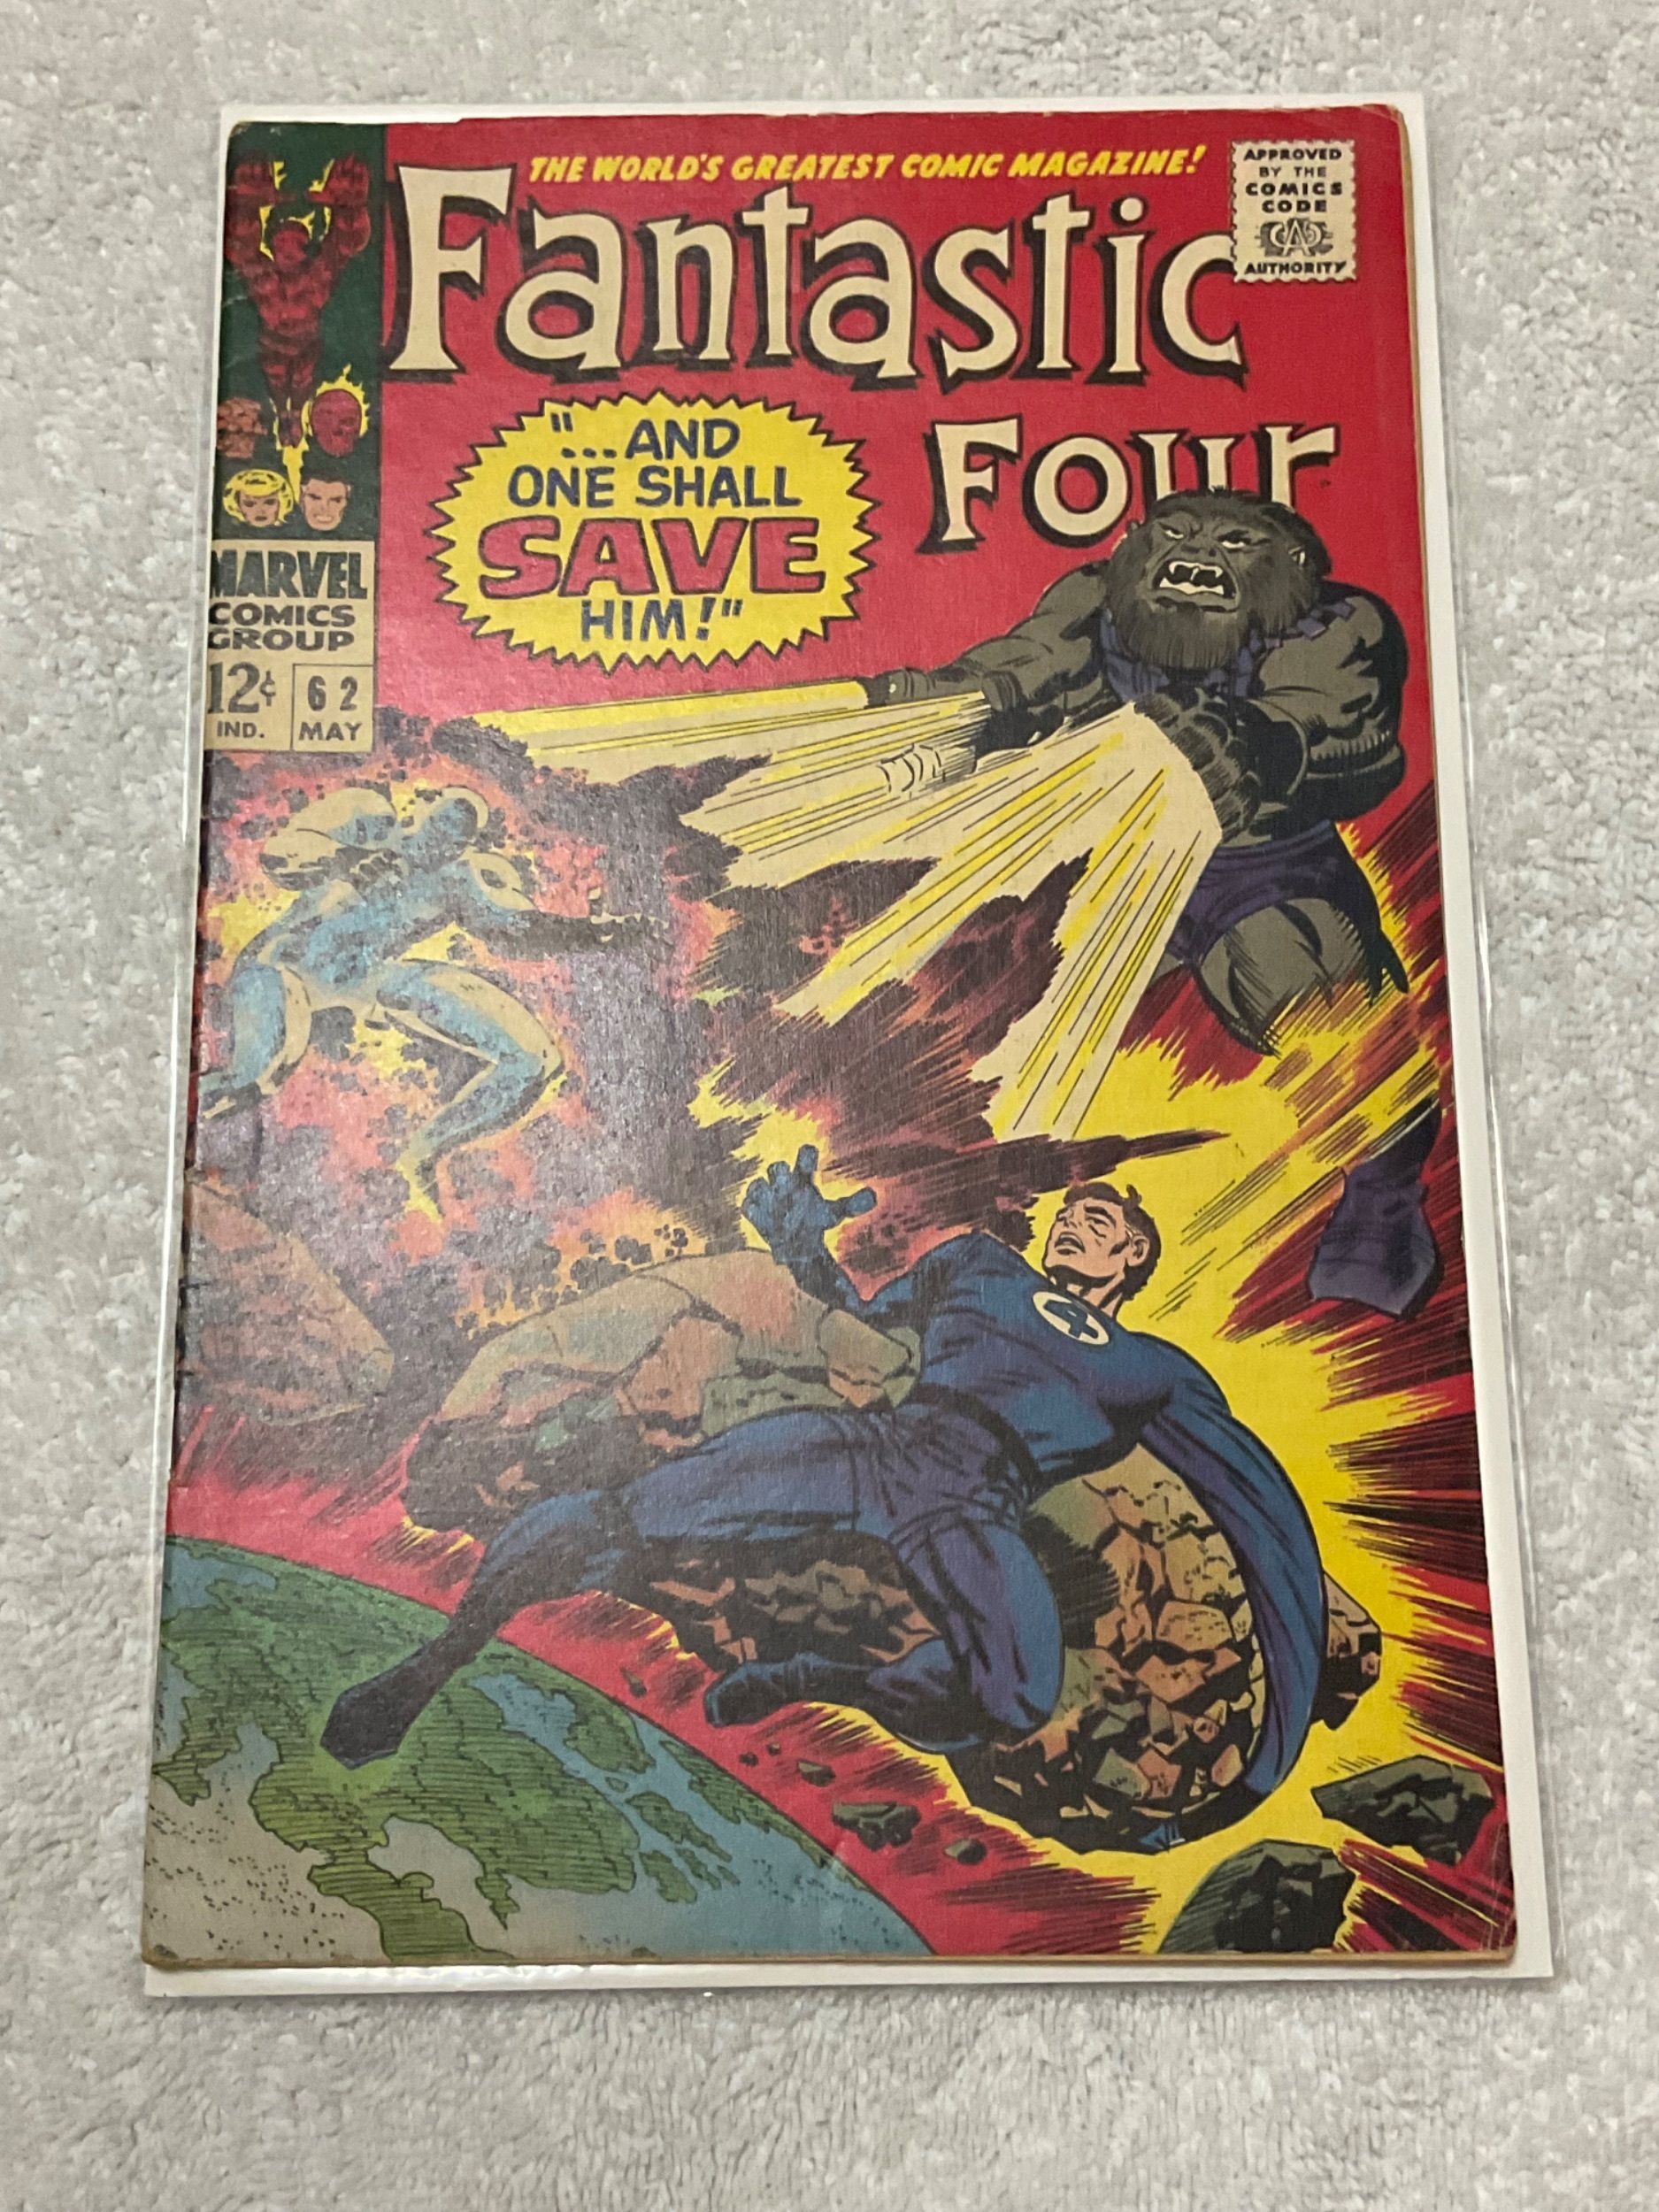 THE WORLD'S GREATEST COMIC MAGAZINE!
Fantastic
Four
APPROVED
BY THE
COMICS
CODE
CA
AUTHORITY
"...AND
ONE SHALL
SAVE
HIM!"
MARVEL
COMICS
GROUP
12¢
IND.
62
MAY
4